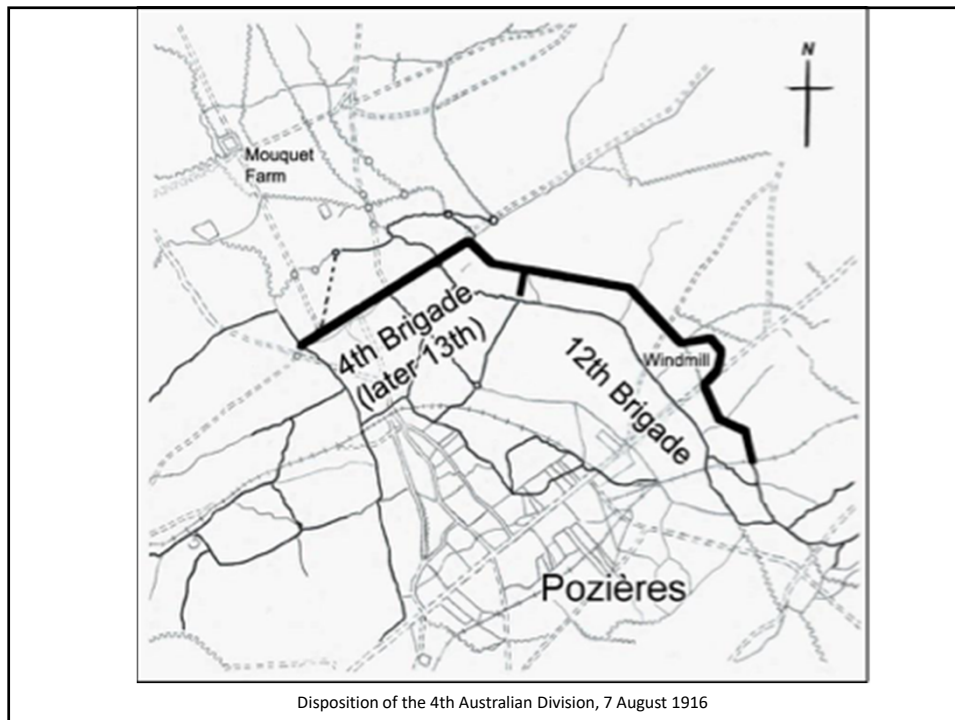 N
Mouquet
Farm
4th Brigade
(later 13th)
Windmill
12th Brigade
Pozières
Disposition of the 4th Australian Division, 7 August 1916